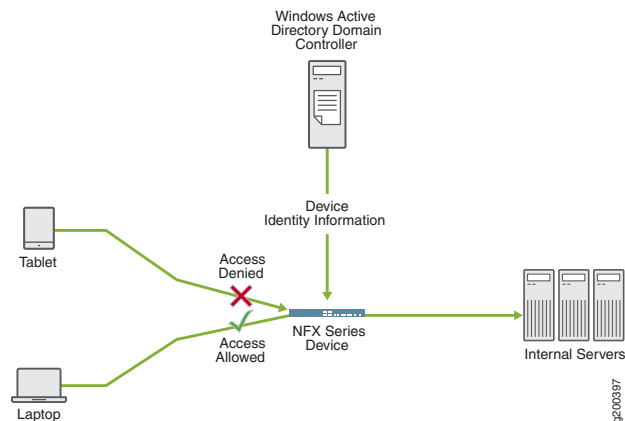 Windows Active
Directory Domain
Controller
Device
Identity Information
Tablet
Access
Denied
NFX Series
Device
Access
Allowed
Internal Servers
Laptop
g200397